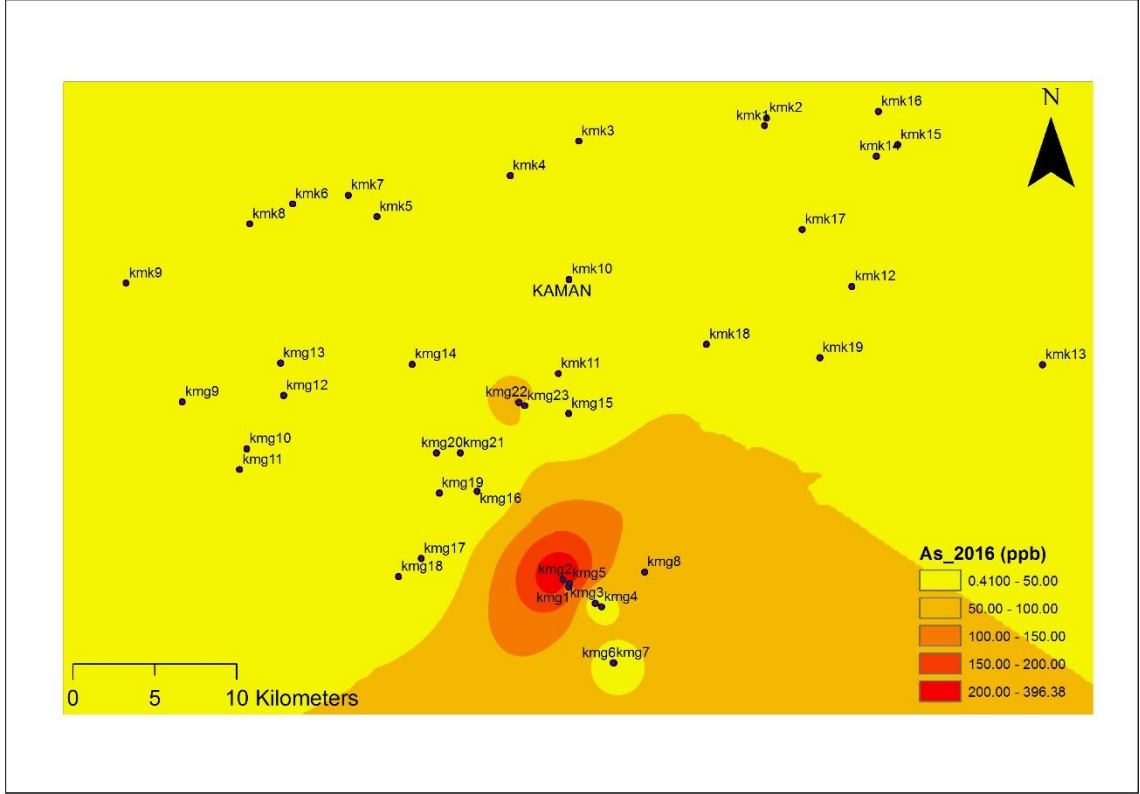 kmk16
kmk2
kmk1
N
kmk3
kmk15
kmk14
kmk4
kmk7
kmk6
kmk5
kmk8
kmk17
kmk9
kmk10
KAMAN
kmk12
kmk18
kmg13
kmg14
kmk19
kmk13
kmk11
kmg12
kmg9
kmg22
kmg23
kmg15
kmg10
kmg20
kmg21
kmg11
kmg19
kmg16
kmg17
kmg8
kmg18
kmg2
kmg5
kmg1
kmg3
kmg4
kmg6kmg7
As_2016 (ppb)
0.4100 - 50.00
50.00 - 100.00
100.00 - 150.00
150.00 - 200.00
200.00 - 396.38
0 5 10 Kilometers